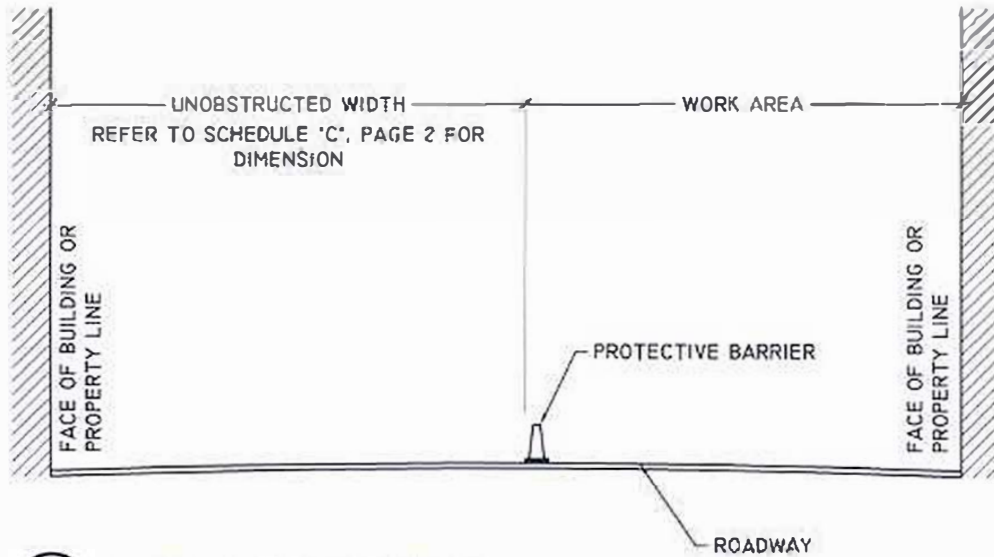 UNOBSTRUCTED WIDTH
WORK AREA
REFER TO SCHEDULE "C", PAGE 2 FOR
DIMENSION
FACE OF BUILDING OR
PROPERTY LINE
FACE OF BUILDING OR
PROPERTY LINE
PROTECTIVE BARRIER
ROADWAY